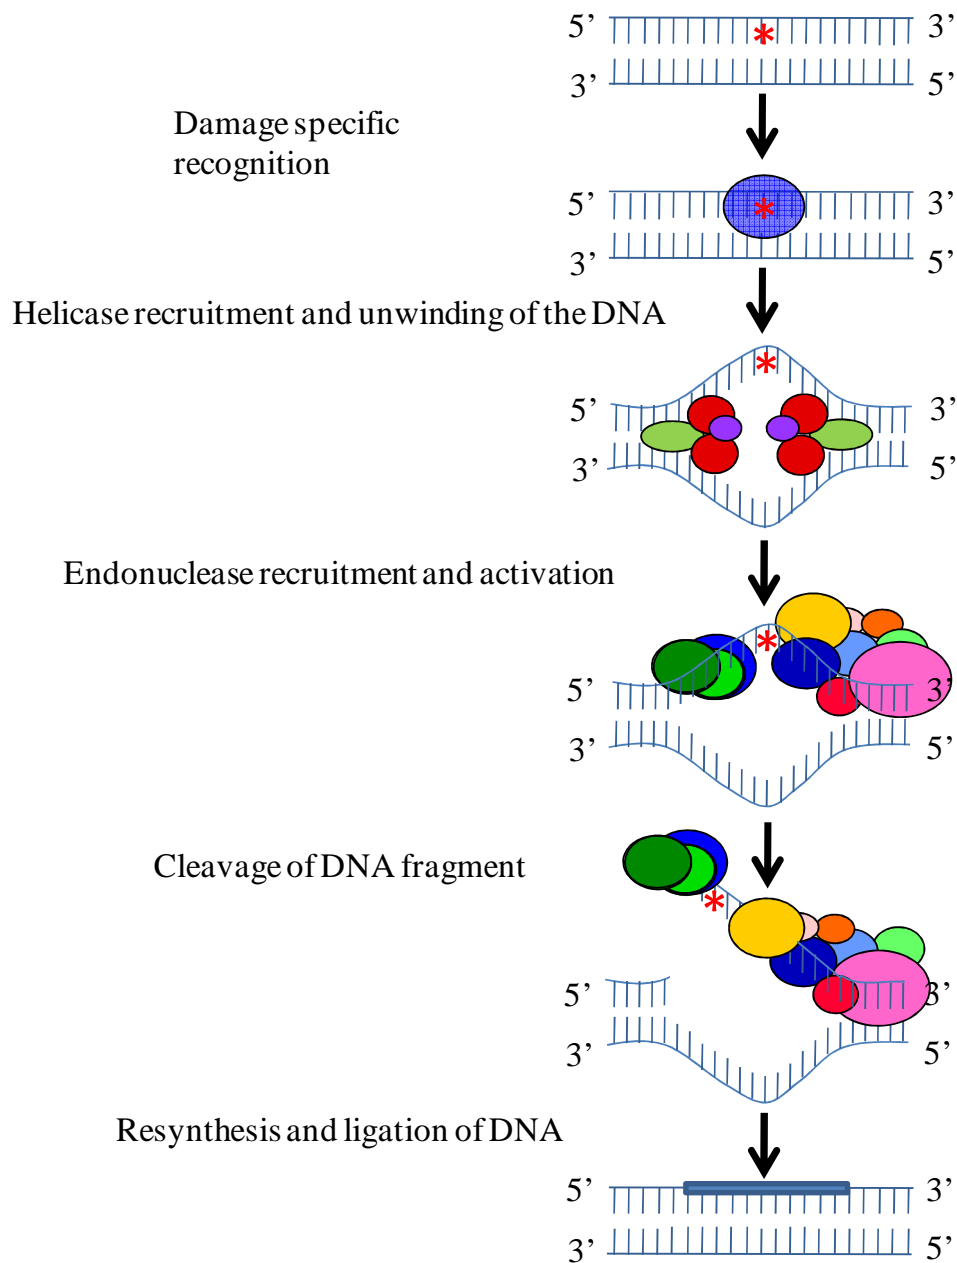 5’ 3’
*
3’ 5’
Damage specific
recognition
5’ 3’
*
3’ 5’
Helicase recruitment and unwinding of the DNA
*
5’ 3’
3’ 5’
Endonuclease recruitment and activation
*
5’ 3’
3’ 5’
Cleavage of DNA fragment
*
5’ 3’
3’ 5’
Resynthesis and ligation of DNA
5’ 3’
3’ 5’